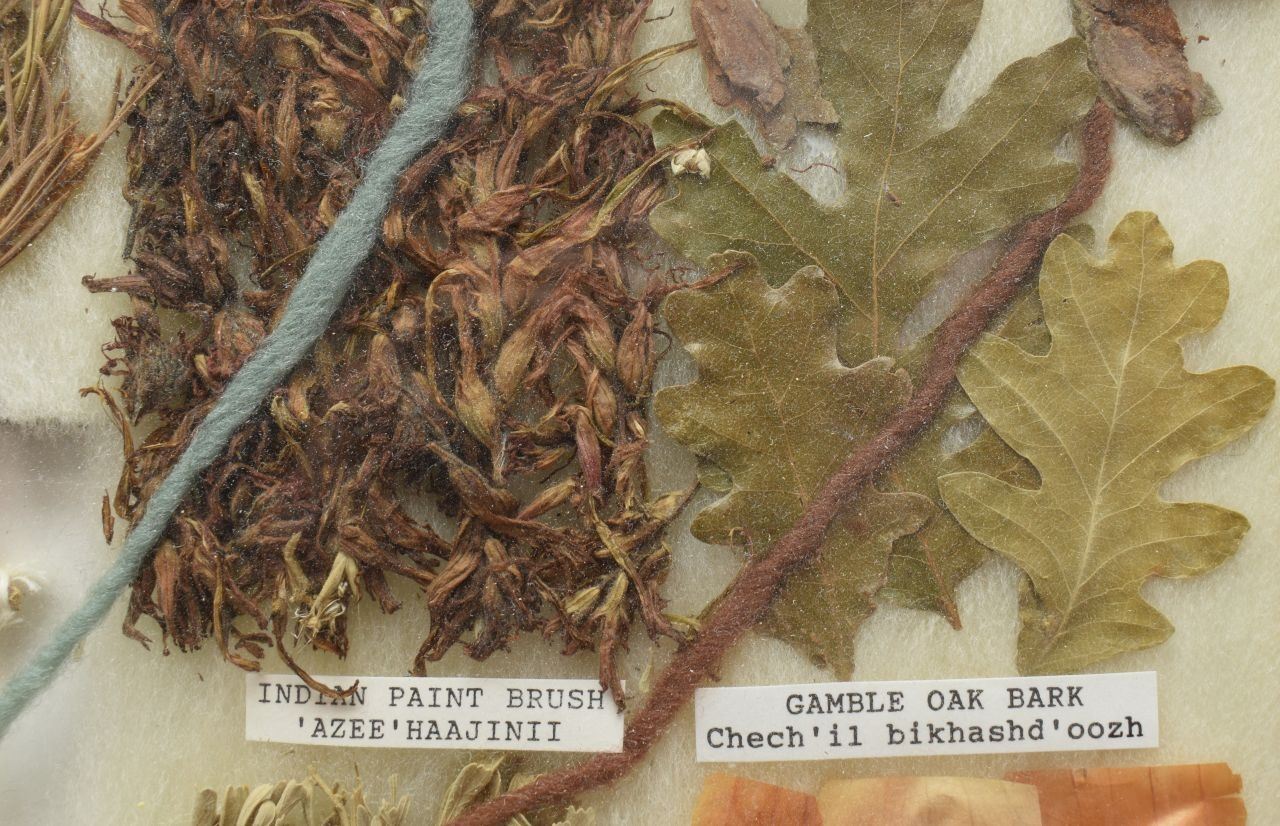 INDIAN PAINT BRUSH
'AZEE'HAAJINII
GAMBLE OAK BARK
Chech'il bikhashd'oozh